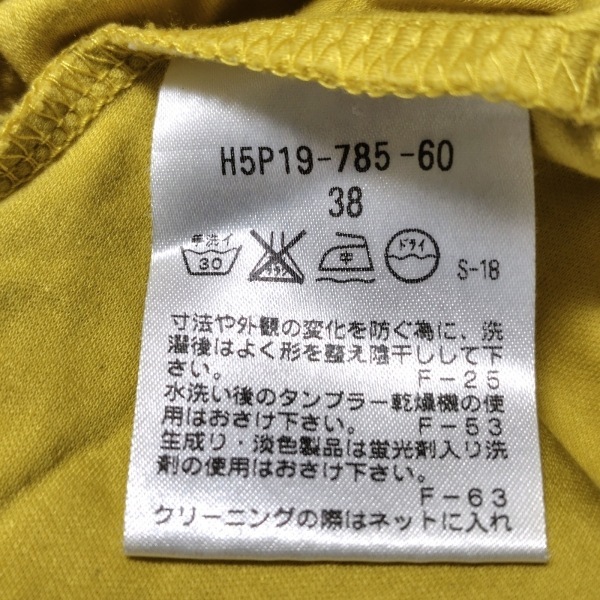 H5P19-785-60
38
手洗イ
30
中
ドライ
S-18
寸法や外観の変化を防ぐ為に、洗
濯後はよく形を整え陰干しして下
さい。 F-25
水洗い後のタンブラー乾燥機の使
用はおさけ下さい。 F-53
生成り・淡色製品は蛍光剤入り洗
剤の使用はおさけ下さい。
F-63
クリーニングの際はネットに入れ